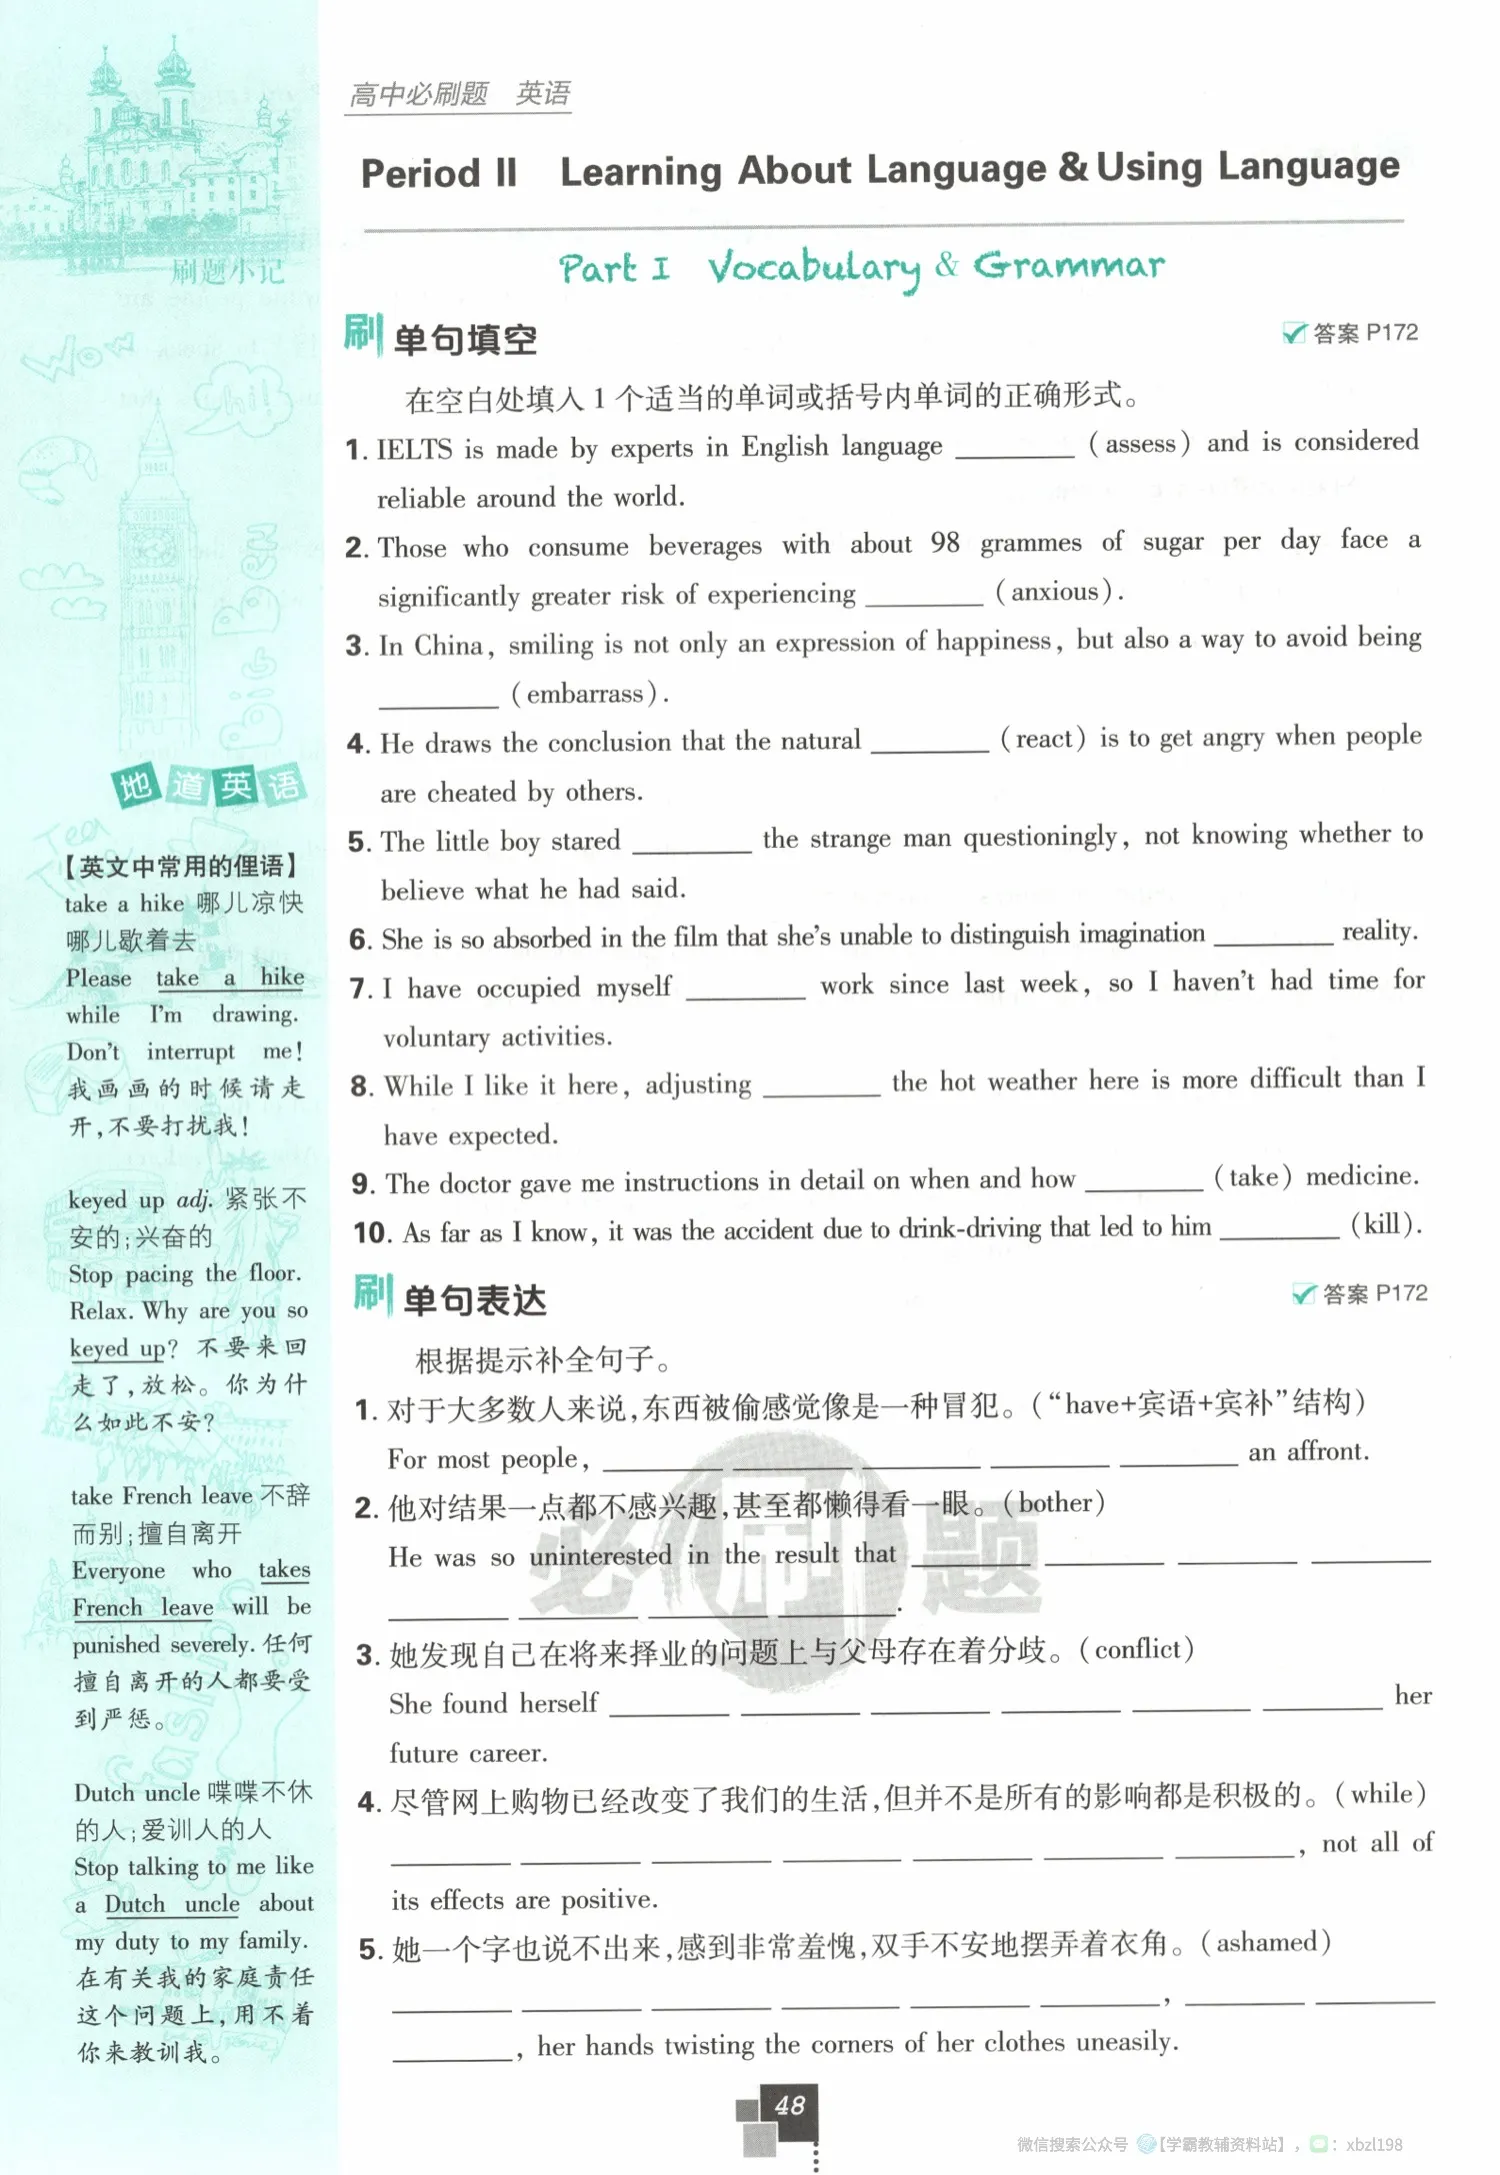 高中必刷题 英语
Period II Learning About Language & Using Language
Part I Vocabulary & Grammar
刷 单句填空
答案 P172
在空白处填入 1 个适当的单词或括号内单词的正确形式。
1. IELTS is made by experts in English language ________ (assess) and is considered
reliable around the world.
2. Those who consume beverages with about 98 grammes of sugar per day face a
significantly greater risk of experiencing ________ (anxious).
3. In China, smiling is not only an expression of happiness, but also a way to avoid being
________ (embarrass).
4. He draws the conclusion that the natural ________ (react) is to get angry when people
are cheated by others.
5. The little boy stared ________ the strange man questioningly, not knowing whether to
believe what he had said.
6. She is so absorbed in the film that she's unable to distinguish imagination ________ reality.
7. I have occupied myself ________ work since last week, so I haven't had time for
voluntary activities.
8. While I like it here, adjusting ________ the hot weather here is more difficult than I
have expected.
9. The doctor gave me instructions in detail on when and how ________ (take) medicine.
10. As far as I know, it was the accident due to drink-driving that led to him ________ (kill).
刷 单句表达
答案 P172
根据提示补全句子。
1. 对于大多数人来说,东西被偷感觉像是一种冒犯。(“have+宾语+宾补”结构)
For most people, ________ ________ ________ ________ ________ an affront.
2. 他对结果一点都不感兴趣,甚至都懒得看一眼。(bother)
He was so uninterested in the result that ________ ________ ________ ________
________ ________ ________ ________.
3. 她发现自己在将来择业的问题上与父母存在着分歧。(conflict)
She found herself ________ ________ ________ ________ ________ ________ her
future career.
4. 尽管网上购物已经改变了我们的生活,但并不是所有的影响都是积极的。(while)
________ ________ ________ ________ ________ ________ ________, not all of
its effects are positive.
5. 她一个字也说不出来,感到非常羞愧,双手不安地摆弄着衣角。(ashamed)
________ ________ ________ ________ ________ ________, ________ ________
________, her hands twisting the corners of her clothes uneasily.
必刷题
刷题小记
Wow
Hi!
Big Ben
地道英语
Tea
【英文中常用的俚语】
take a hike 哪儿凉快
哪儿歇着去
Please take a hike
while I'm drawing.
Don't interrupt me!
我画画的时候请走
开,不要打扰我!
keyed up adj. 紧张不
安的;兴奋的
Stop pacing the floor.
Relax. Why are you so
keyed up? 不要来回
走了,放松。你为什
么如此不安?
take French leave 不辞
而别;擅自离开
Everyone who takes
French leave will be
punished severely. 任何
擅自离开的人都要受
到严惩。
Dutch uncle 喋喋不休
的人;爱训人的人
Stop talking to me like
a Dutch uncle about
my duty to my family.
在有关我的家庭责任
这个问题上,用不着
你来教训我。
48
微信搜索公众号【学霸教辅资料站】,:xbzl198